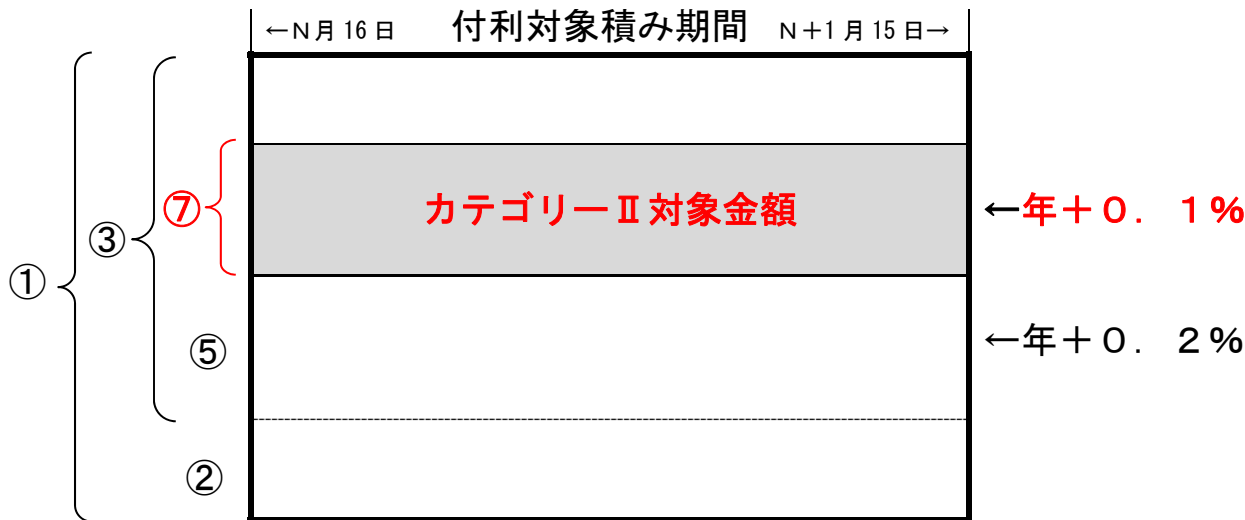 ←N月16日 付利対象積み期間 N+1月15日→
⑦ カテゴリーⅡ対象金額 ←年+0.1%
③
①
⑤ ←年+0.2%
②